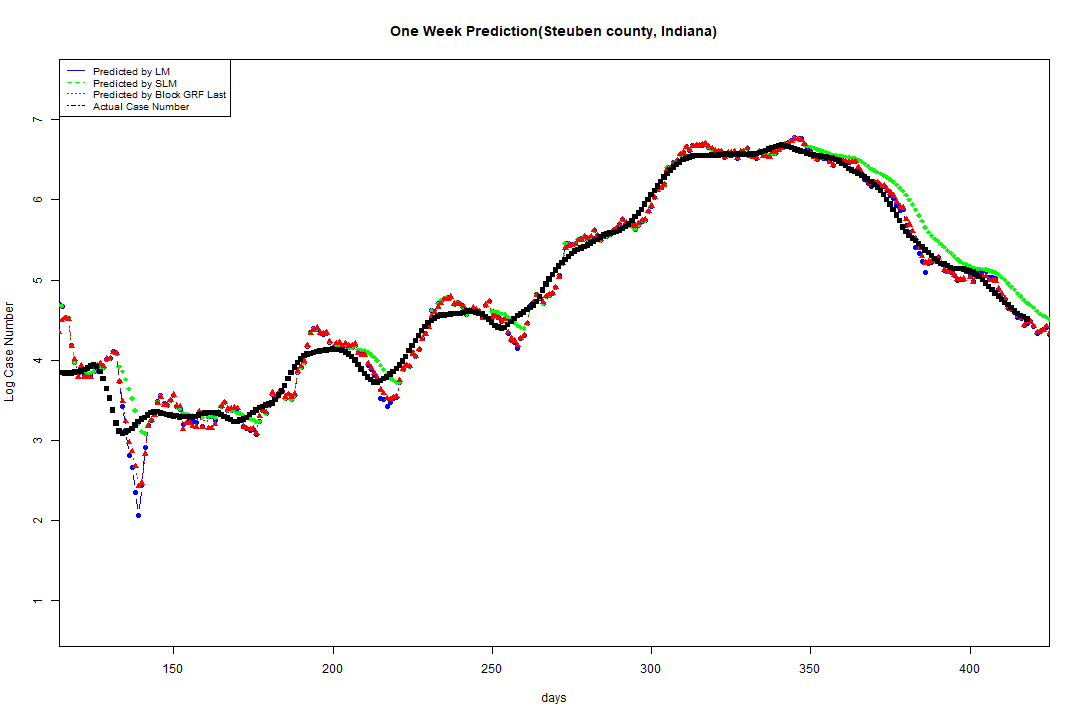 One Week Prediction(Steuben county, Indiana)
Predicted by LM
Predicted by SLM
Predicted by Block GRF Last
Actual Case Number
Log Case Number
7
6
5
4
3
2
1
150 200 250 300 350 400
days